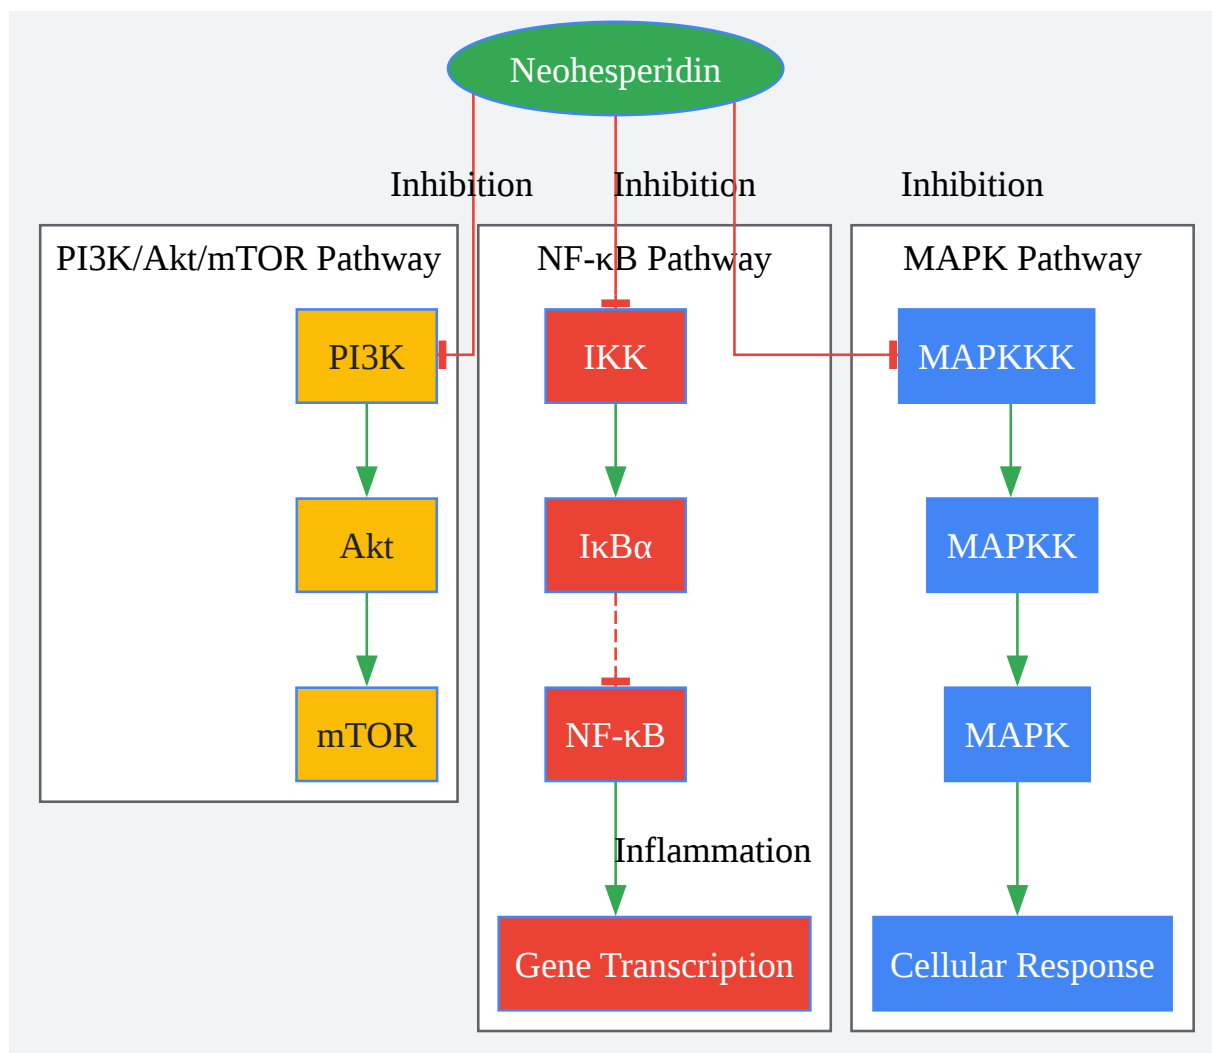 Neohesperidin
Inhibition
Inhibition
Inhibition
PI3K/Akt/mTOR Pathway
NF-κB Pathway
MAPK Pathway
PI3K
IKK
MAPKKK
Akt
IκBα
MAPKK
mTOR
NF-κB
MAPK
Inflammation
Gene Transcription
Cellular Response